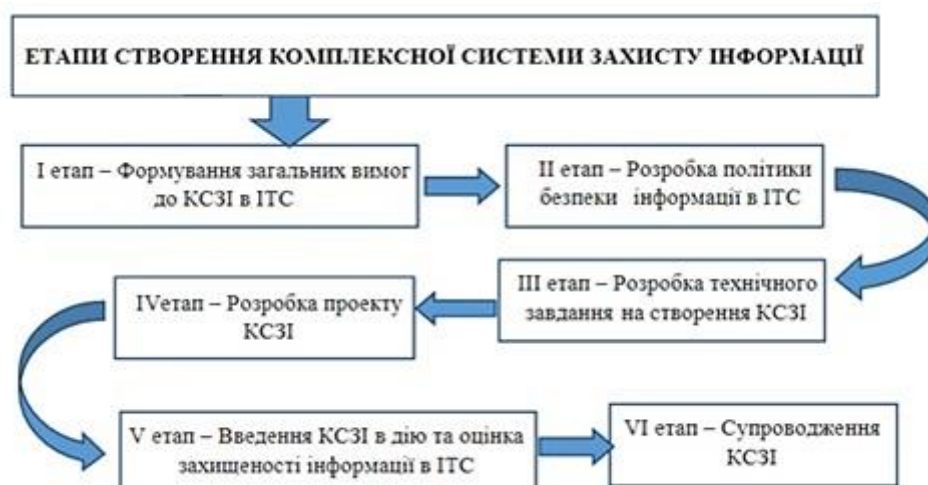 ЕТАПИ СТВОРЕННЯ КОМПЛЕКСНОЇ СИСТЕМИ ЗАХИСТУ ІНФОРМАЦІЇ
І етап – Формування загальних вимог
до КСЗІ в ІТС
ІІ етап – Розробка політики
безпеки інформації в ІТС
ІІІ етап – Розробка технічного
завдання на створення КСЗІ
IVетап – Розробка проекту
КСЗІ
V етап – Введення КСЗІ в дію та оцінка
захищеності інформації в ІТС
VI етап – Супроводження
КСЗІ